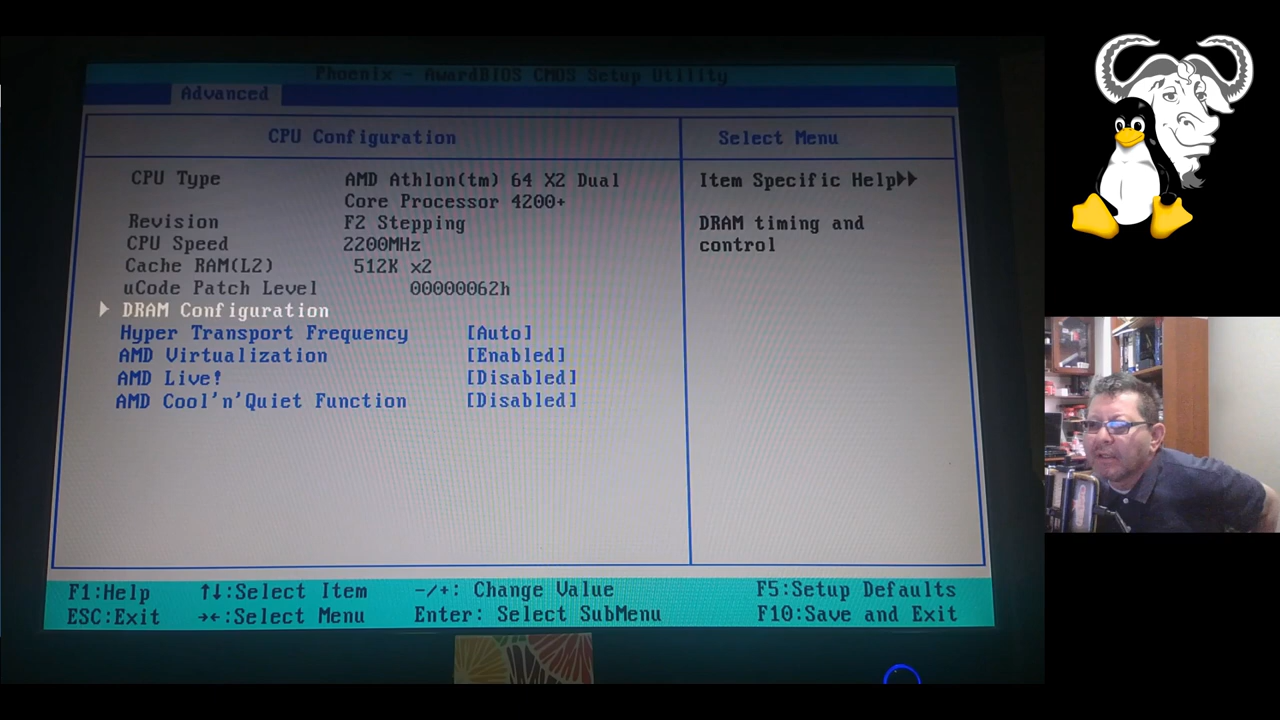 Phoenix - AwardBIOS CMOS Setup Utility
Advanced
CPU Configuration
Select Menu
CPU Type AMD Athlon(tm) 64 X2 Dual
Core Processor 4200+
Revision F2 Stepping
CPU Speed 2200MHz
Cache RAM(L2) 512K x2
uCode Patch Level 00000062h
DRAM Configuration
Hyper Transport Frequency [Auto]
AMD Virtualization [Enabled]
AMD Live! [Disabled]
AMD Cool'n'Quiet Function [Disabled]
Item Specific Help
DRAM timing and
control
F1:Help ↑↓:Select Item -/+: Change Value F5:Setup Defaults
ESC:Exit →←:Select Menu Enter: Select SubMenu F10:Save and Exit